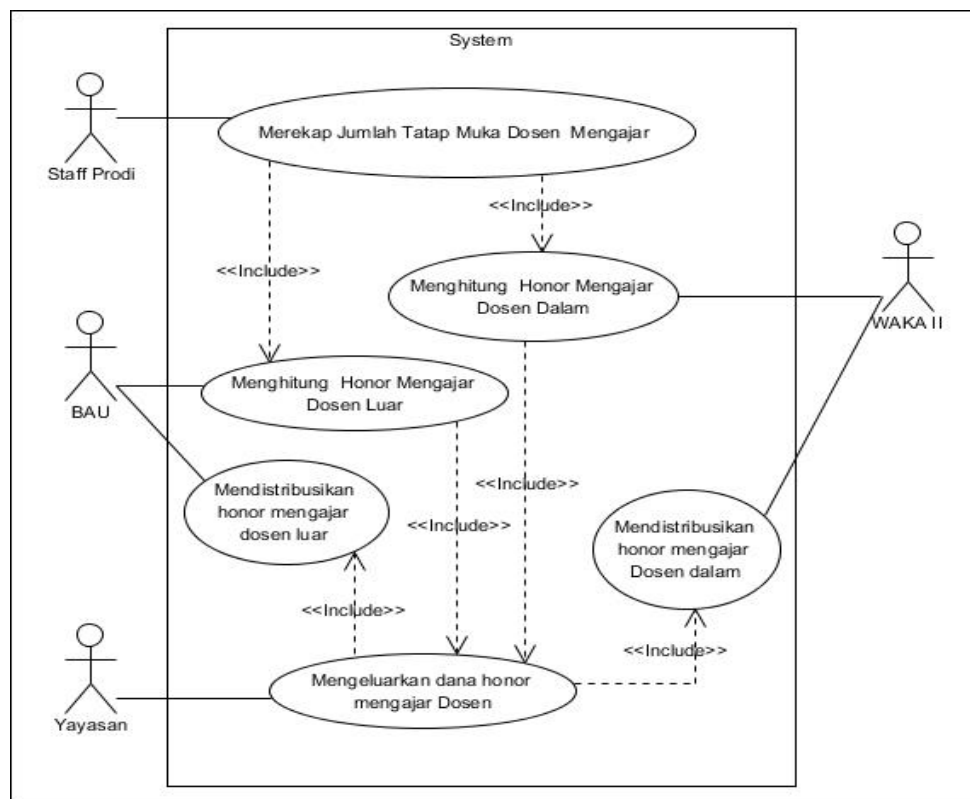 System
Merekap Jumlah Tatap Muka Dosen Mengajar
Staff Prodi
<<Include>>
<<Include>>
Menghitung Honor Mengajar
Dosen Dalam
WAKA II
Menghitung Honor Mengajar
Dosen Luar
BAU
Mendistribusikan
honor mengajar
dosen luar
<<Include>>
<<Include>>
Mendistribusikan
honor mengajar
Dosen dalam
<<Include>>
<<Include>>
Mengeluarkan dana honor
mengajar Dosen
Yayasan